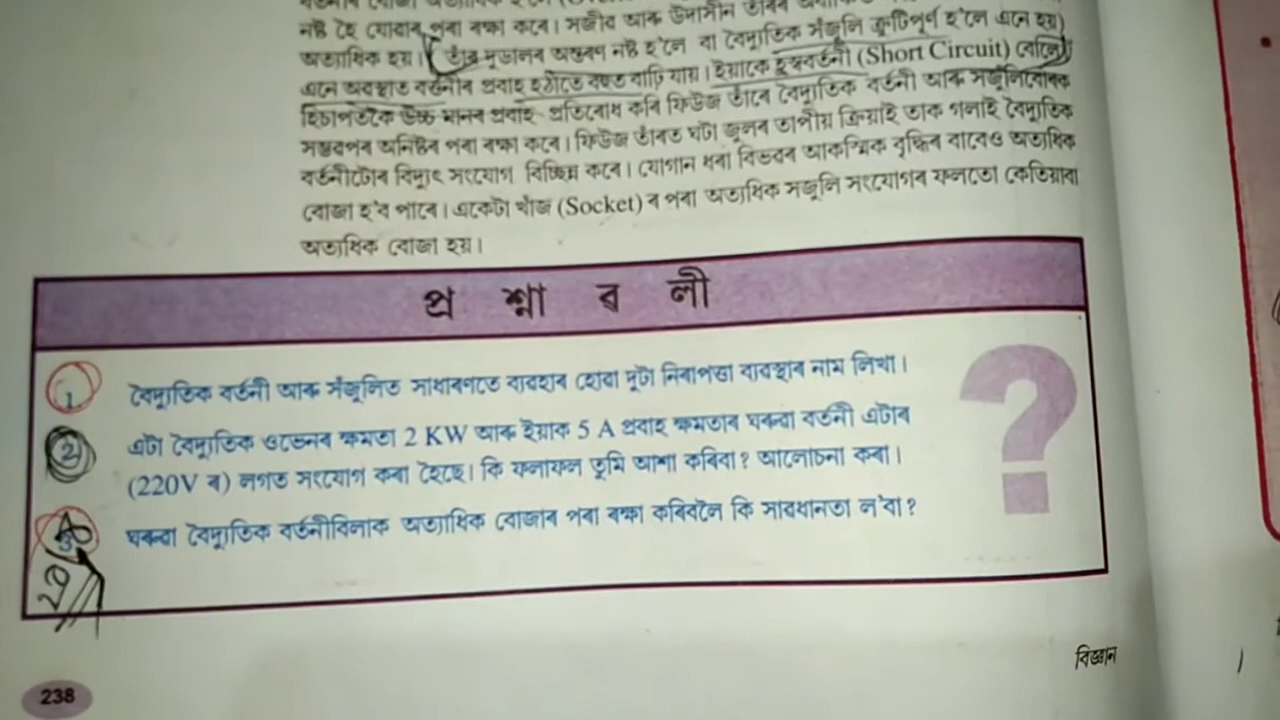 নষ্ট হৈ যোৱাৰ পৰা ৰক্ষা কৰে। সজীৱ আৰু উদাসীন তাঁৰৰ
অত্যাধিক হয়। তাঁৰ দুডালৰ অন্তৰণ নষ্ট হ'লে বা বৈদ্যুতিক সঁজুলি ত্ৰুটিপূৰ্ণ হ'লে এনে হয়)
এনে অৱস্থাত বৰ্তনীৰ প্ৰবাহ হঠাতে বহুত বাঢ়ি যায়। ইয়াকে হ্ৰস্ববৰ্তনী (Short Circuit) বোলে।
হিচাপতকৈ উচ্চ মানৰ প্ৰবাহ প্ৰতিৰোধ কৰি ফিউজ তাঁৰে বৈদ্যুতিক বৰ্তনী আৰু সঁজুলিবোৰক
সম্ভৱপৰ অনিষ্টৰ পৰা ৰক্ষা কৰে। ফিউজ তাঁৰত ঘটা জুলৰ তাপীয় ক্ৰিয়াই তাক গলাই বৈদ্যুতিক
বৰ্তনীটোৰ বিদ্যুৎ সংযোগ বিচ্ছিন্ন কৰে। যোগান ধৰা বিভৱৰ আকস্মিক বৃদ্ধিৰ বাবেও অত্যধিক
বোজা হ'ব পাৰে। একেটা খাঁজ (Socket) ৰ পৰা অত্যধিক সজুলি সংযোগৰ ফলতো কেতিয়াবা
অত্যধিক বোজা হয়।
প্ৰ শ্না ৱ লী
1 বৈদ্যুতিক বৰ্তনী আৰু সঁজুলিত সাধাৰণতে ব্যৱহাৰ হোৱা দুটা নিৰাপত্তা ব্যৱস্থাৰ নাম লিখা।
2 এটা বৈদ্যুতিক ওভেনৰ ক্ষমতা 2 KW আৰু ইয়াক 5 A প্ৰবাহ ক্ষমতাৰ ঘৰুৱা বৰ্তনী এটাৰ
(220V ৰ) লগত সংযোগ কৰা হৈছে। কি ফলাফল তুমি আশা কৰিবা? আলোচনা কৰা।
3 ঘৰুৱা বৈদ্যুতিক বৰ্তনীবিলাক অত্যাধিক বোজাৰ পৰা ৰক্ষা কৰিবলৈ কি সাৱধানতা ল'বা?
?
বিজ্ঞান
238